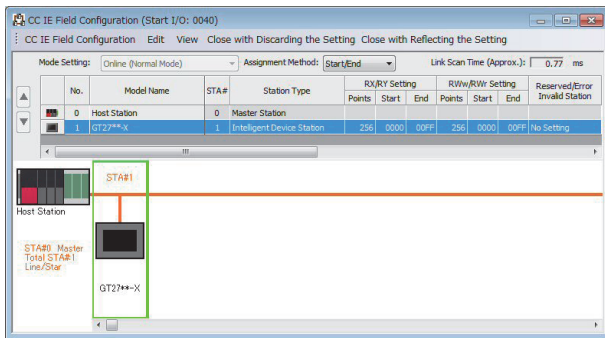 CC IE Field Configuration (Start I/O: 0040)
CC IE Field Configuration Edit View Close with Discarding the Setting Close with Reflecting the Setting
Mode Setting: Online (Normal Mode) Assignment Method: Start/End Link Scan Time (Approx.): 0.77 ms
No. Model Name STA# Station Type RX/RY Setting RWw/RWr Setting Reserved/Error Invalid Station
Points Start End Points Start End
0 Host Station 0 Master Station
1 GT27**-X 1 Intelligent Device Station 256 0000 00FF 256 0000 00FF No Setting
STA#1
Host Station
STA#0 Master
Total STA#1
Line/Star
GT27**-X